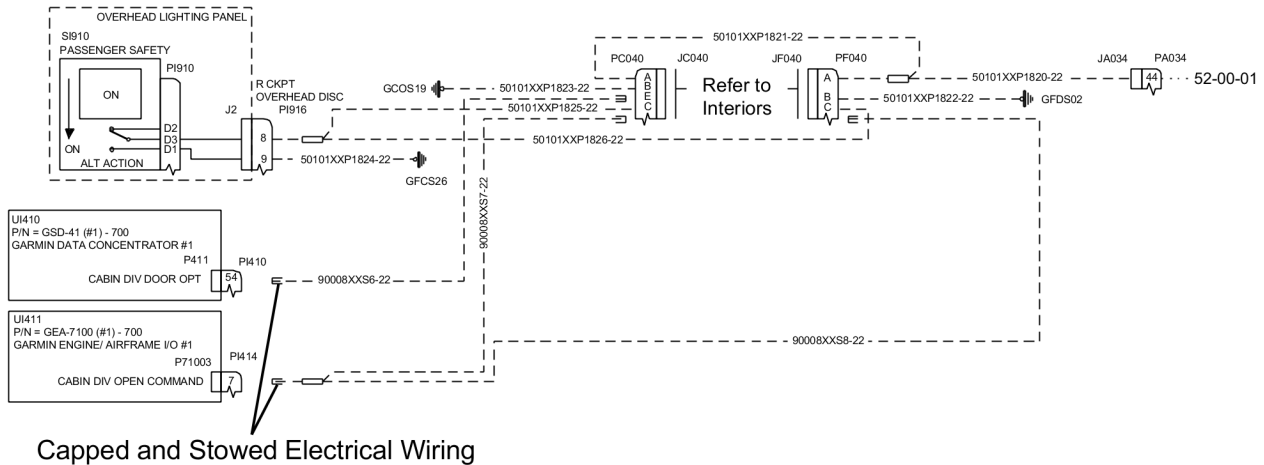 OVERHEAD LIGHTING PANEL
SI910
PASSENGER SAFETY
PI910
ON
D2
D3
D1
ON
ALT ACTION
J2
R CKPT
OVERHEAD DISC
PI916
8
9
50101XXP1824-22
GFCS26
GCOS19
50101XXP1823-22
50101XXP1825-22
50101XXP1826-22
50101XXP1821-22
PC040
JC040
A
B
E
C
Refer to
Interiors
JF040
PF040
A
B
C
50101XXP1820-22
50101XXP1822-22
GFDS02
JA034
PA034
44
52-00-01
90008XXS7-22
UI410
P/N = GSD-41 (#1) - 700
GARMIN DATA CONCENTRATOR #1
P411
PI410
CABIN DIV DOOR OPT
54
90008XXS6-22
UI411
P/N = GEA-7100 (#1) - 700
GARMIN ENGINE/ AIRFRAME I/O #1
P71003
PI414
CABIN DIV OPEN COMMAND
7
90008XXS8-22
Capped and Stowed Electrical Wiring